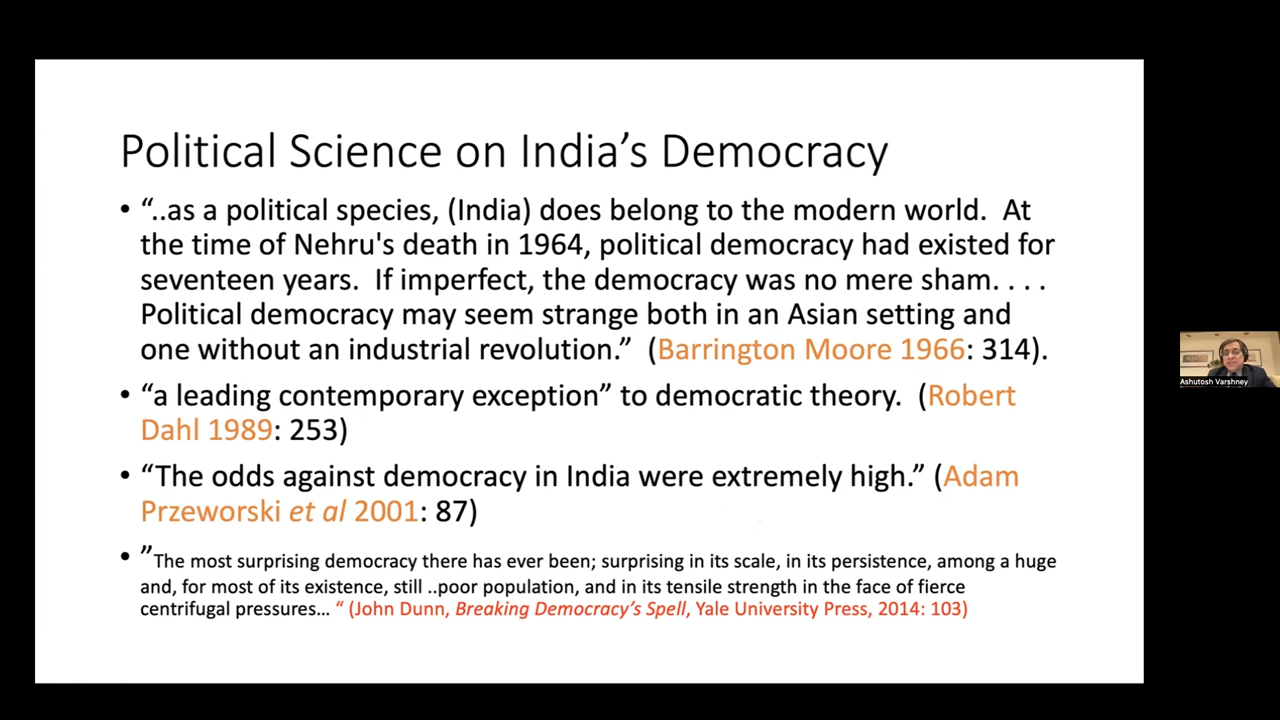 Political Science on India’s Democracy
• “..as a political species, (India) does belong to the modern world. At
the time of Nehru's death in 1964, political democracy had existed for
seventeen years. If imperfect, the democracy was no mere sham. . . .
Political democracy may seem strange both in an Asian setting and
one without an industrial revolution.” (Barrington Moore 1966: 314).
• “a leading contemporary exception” to democratic theory. (Robert
Dahl 1989: 253)
• “The odds against democracy in India were extremely high.” (Adam
Przeworski et al 2001: 87)
• ”The most surprising democracy there has ever been; surprising in its scale, in its persistence, among a huge
and, for most of its existence, still ..poor population, and in its tensile strength in the face of fierce
centrifugal pressures… “ (John Dunn, Breaking Democracy’s Spell, Yale University Press, 2014: 103)
Ashutosh Varshney